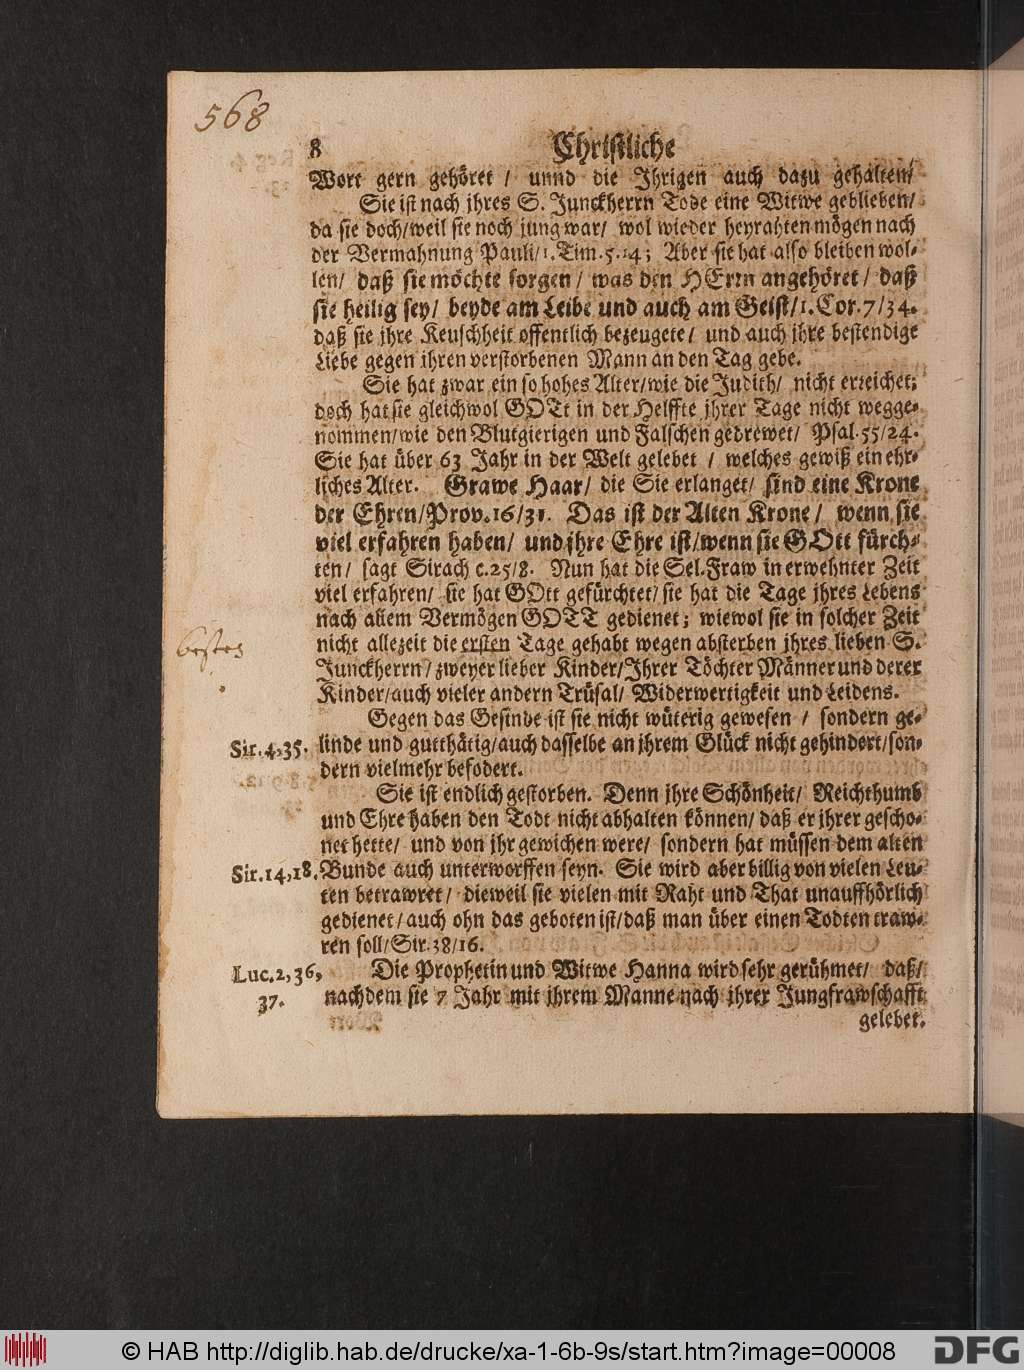 568
8 Christliche
Wort gern gehöret / unnd die Ihrigen auch dazu gehalten/
Sie ist nach jhres S. Junckherrn Tode eine Witwe geblieben/
da sie doch/weil sie noch jung war/ wol wieder heyrahten mögen nach
der Vermahnung Pauli/1. Tim. 5. 14; Aber sie hat also bleiben wol-
len/ daß sie möchte sorgen / was den HErrn angehöret / daß
sie heilig sey/ beyde am Leibe und auch am Geist/1. Cor. 7/34.
daß sie jhre Keuschheit offentlich bezeugete / und auch jhre bestendige
Liebe gegen ihren verstorbenen Mann an den Tag gebe.
Sie hat zwar ein so hohes Alter/wie die Judith/ nicht erreichet;
doch hat sie gleichwol GOTt in der Helffte jhrer Tage nicht wegge-
nommen/wie den Blutgierigen und Falschen gedrewet/ Psal. 55/24.
Sie hat über 63 Jahr in der Welt gelebet / welches gewiß ein ehr-
liches Alter. Grawe Haar/ die Sie erlanget/ sind eine Krone
der Ehren/Prov. 16/31. Das ist der Alten Krone / wenn sie
viel erfahren haben/ und jhre Ehre ist/wenn sie GOtt fürch-
ten/ sagt Sirach c. 25/8. Nun hat die Sel. Fraw in erwehnter Zeit
viel erfahren/ sie hat GOtt gefürchtet/ sie hat die Tage jhres Lebens
nach allem Vermögen GOTT gedienet; wiewol sie in solcher Zeit
nicht allezeit die ersten Tage gehabt wegen absterben jhres lieben S.
besten
Junckherrn/ zweyer lieber Kinder/Ihrer Töchter Männer und derer
Kinder/auch vieler andern Trüsal/ Widerwertigkeit und Leidens.
Gegen das Gesinde ist sie nicht wüterig gewesen / sondern ge-
Sir. 4, 35. linde und gutthätig/auch dasselbe an jhrem Glück nicht gehindert/son-
dern vielmehr befodert.
Sie ist endlich gestorben. Denn jhre Schönheit/ Reichthumb
und Ehre haben den Todt nicht abhalten können/ daß er jhrer gescho-
net hette/ und von jhr gewichen were/ sondern hat müssen dem alten
Sir. 14, 18. Bunde auch unterworffen seyn. Sie wird aber billig von vielen Leu-
ten betrawret / dieweil sie vielen mit Raht und That unauffhörlich
gedienet/auch ohn das geboten ist/daß man über einen Todten traw-
ren soll/Sir. 38/16.
Luc. 2, 36, Die Prophetin und Witwe Hanna wird sehr gerühmet/ daß/
37. nachdem sie 7 Jahr mit jhrem Manne nach jhrer Jungfrawschafft
gelebet.
© HAB http://diglib.hab.de/drucke/xa-1-6b-9s/start.htm?image=00008
DFG